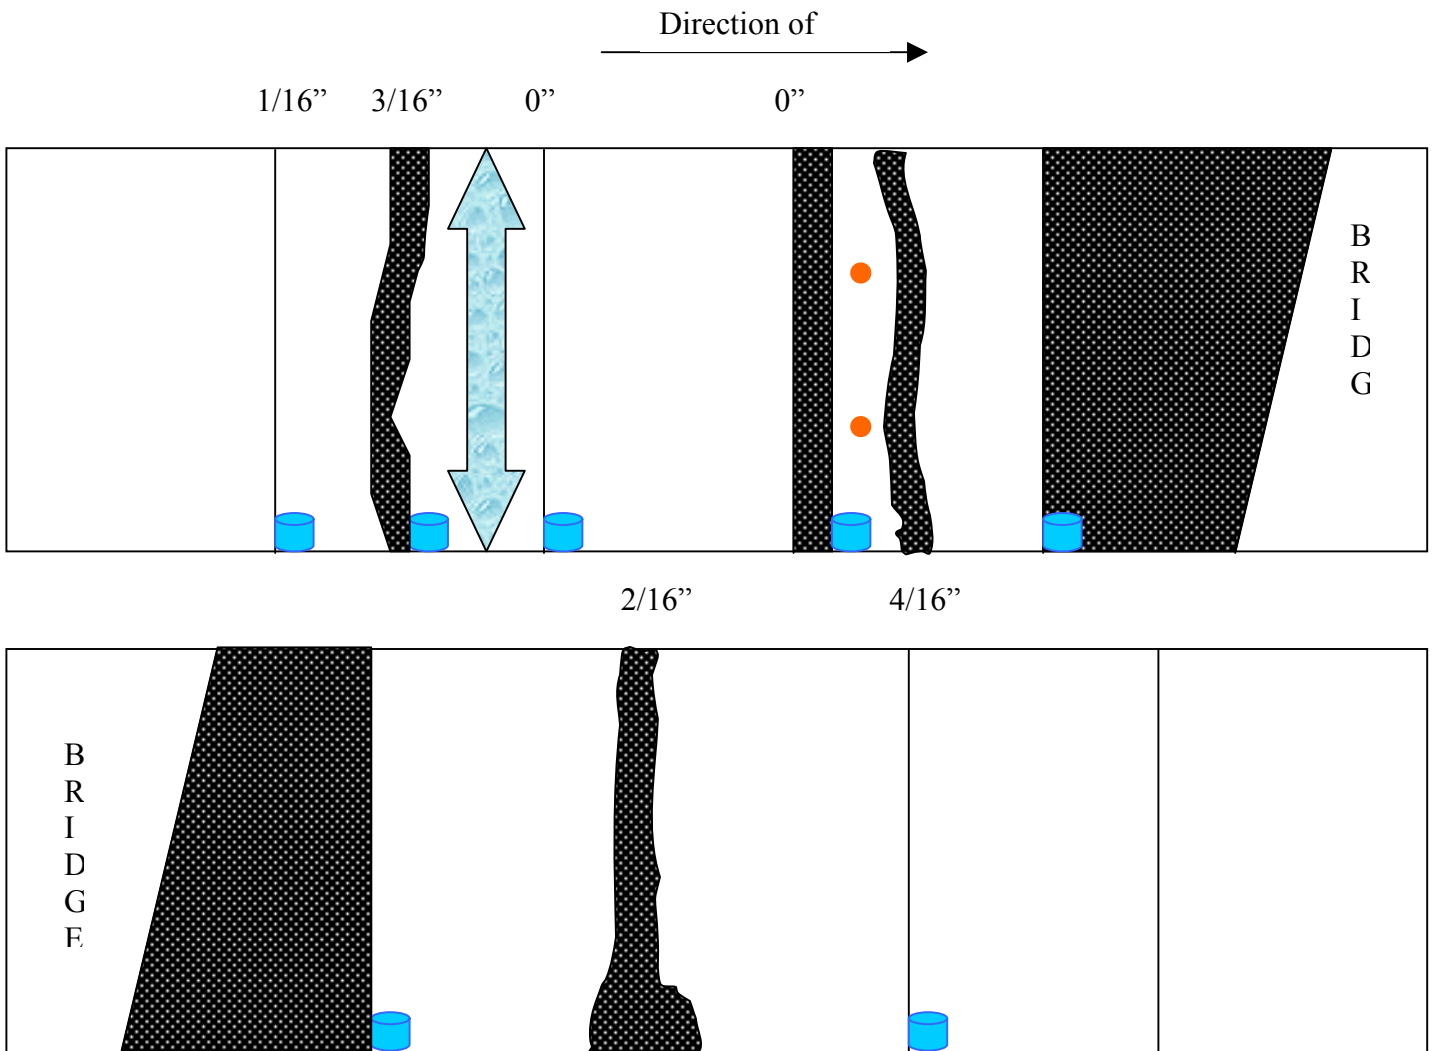 Direction of
1/16” 3/16” 0” 0”
B
R
I
D
G
2/16” 4/16”
B
R
I
D
G
E